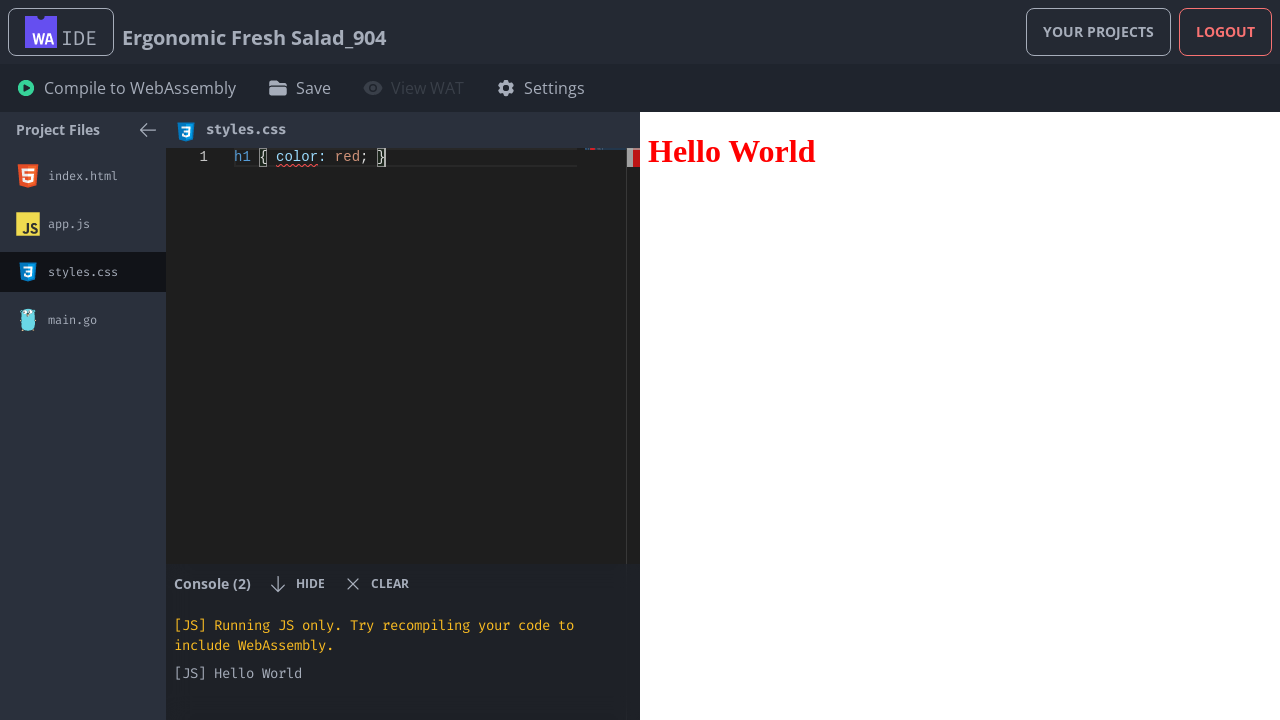 WA IDE
Ergonomic Fresh Salad_904
YOUR PROJECTS
LOGOUT
Compile to WebAssembly
Save
View WAT
Settings
Project Files
index.html
JS app.js
3 styles.css
main.go
3 styles.css
1 h1 { color: red; }
Console (2)
HIDE
CLEAR
[JS] Running JS only. Try recompiling your code to
include WebAssembly.
[JS] Hello World
Hello World